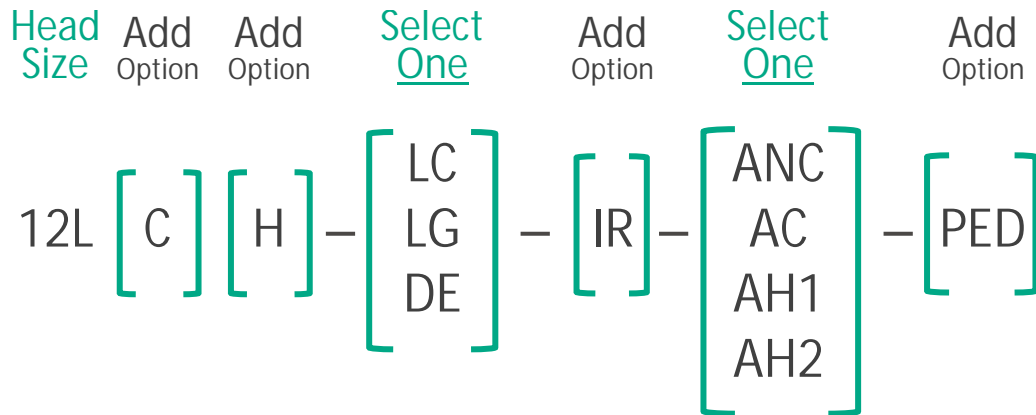 Head Size
Add Option
Add Option
Select One
Add Option
Select One
Add Option
12L [C] [H] – [LC LG DE] – [IR] – [ANC AC AH1 AH2] – [PED]